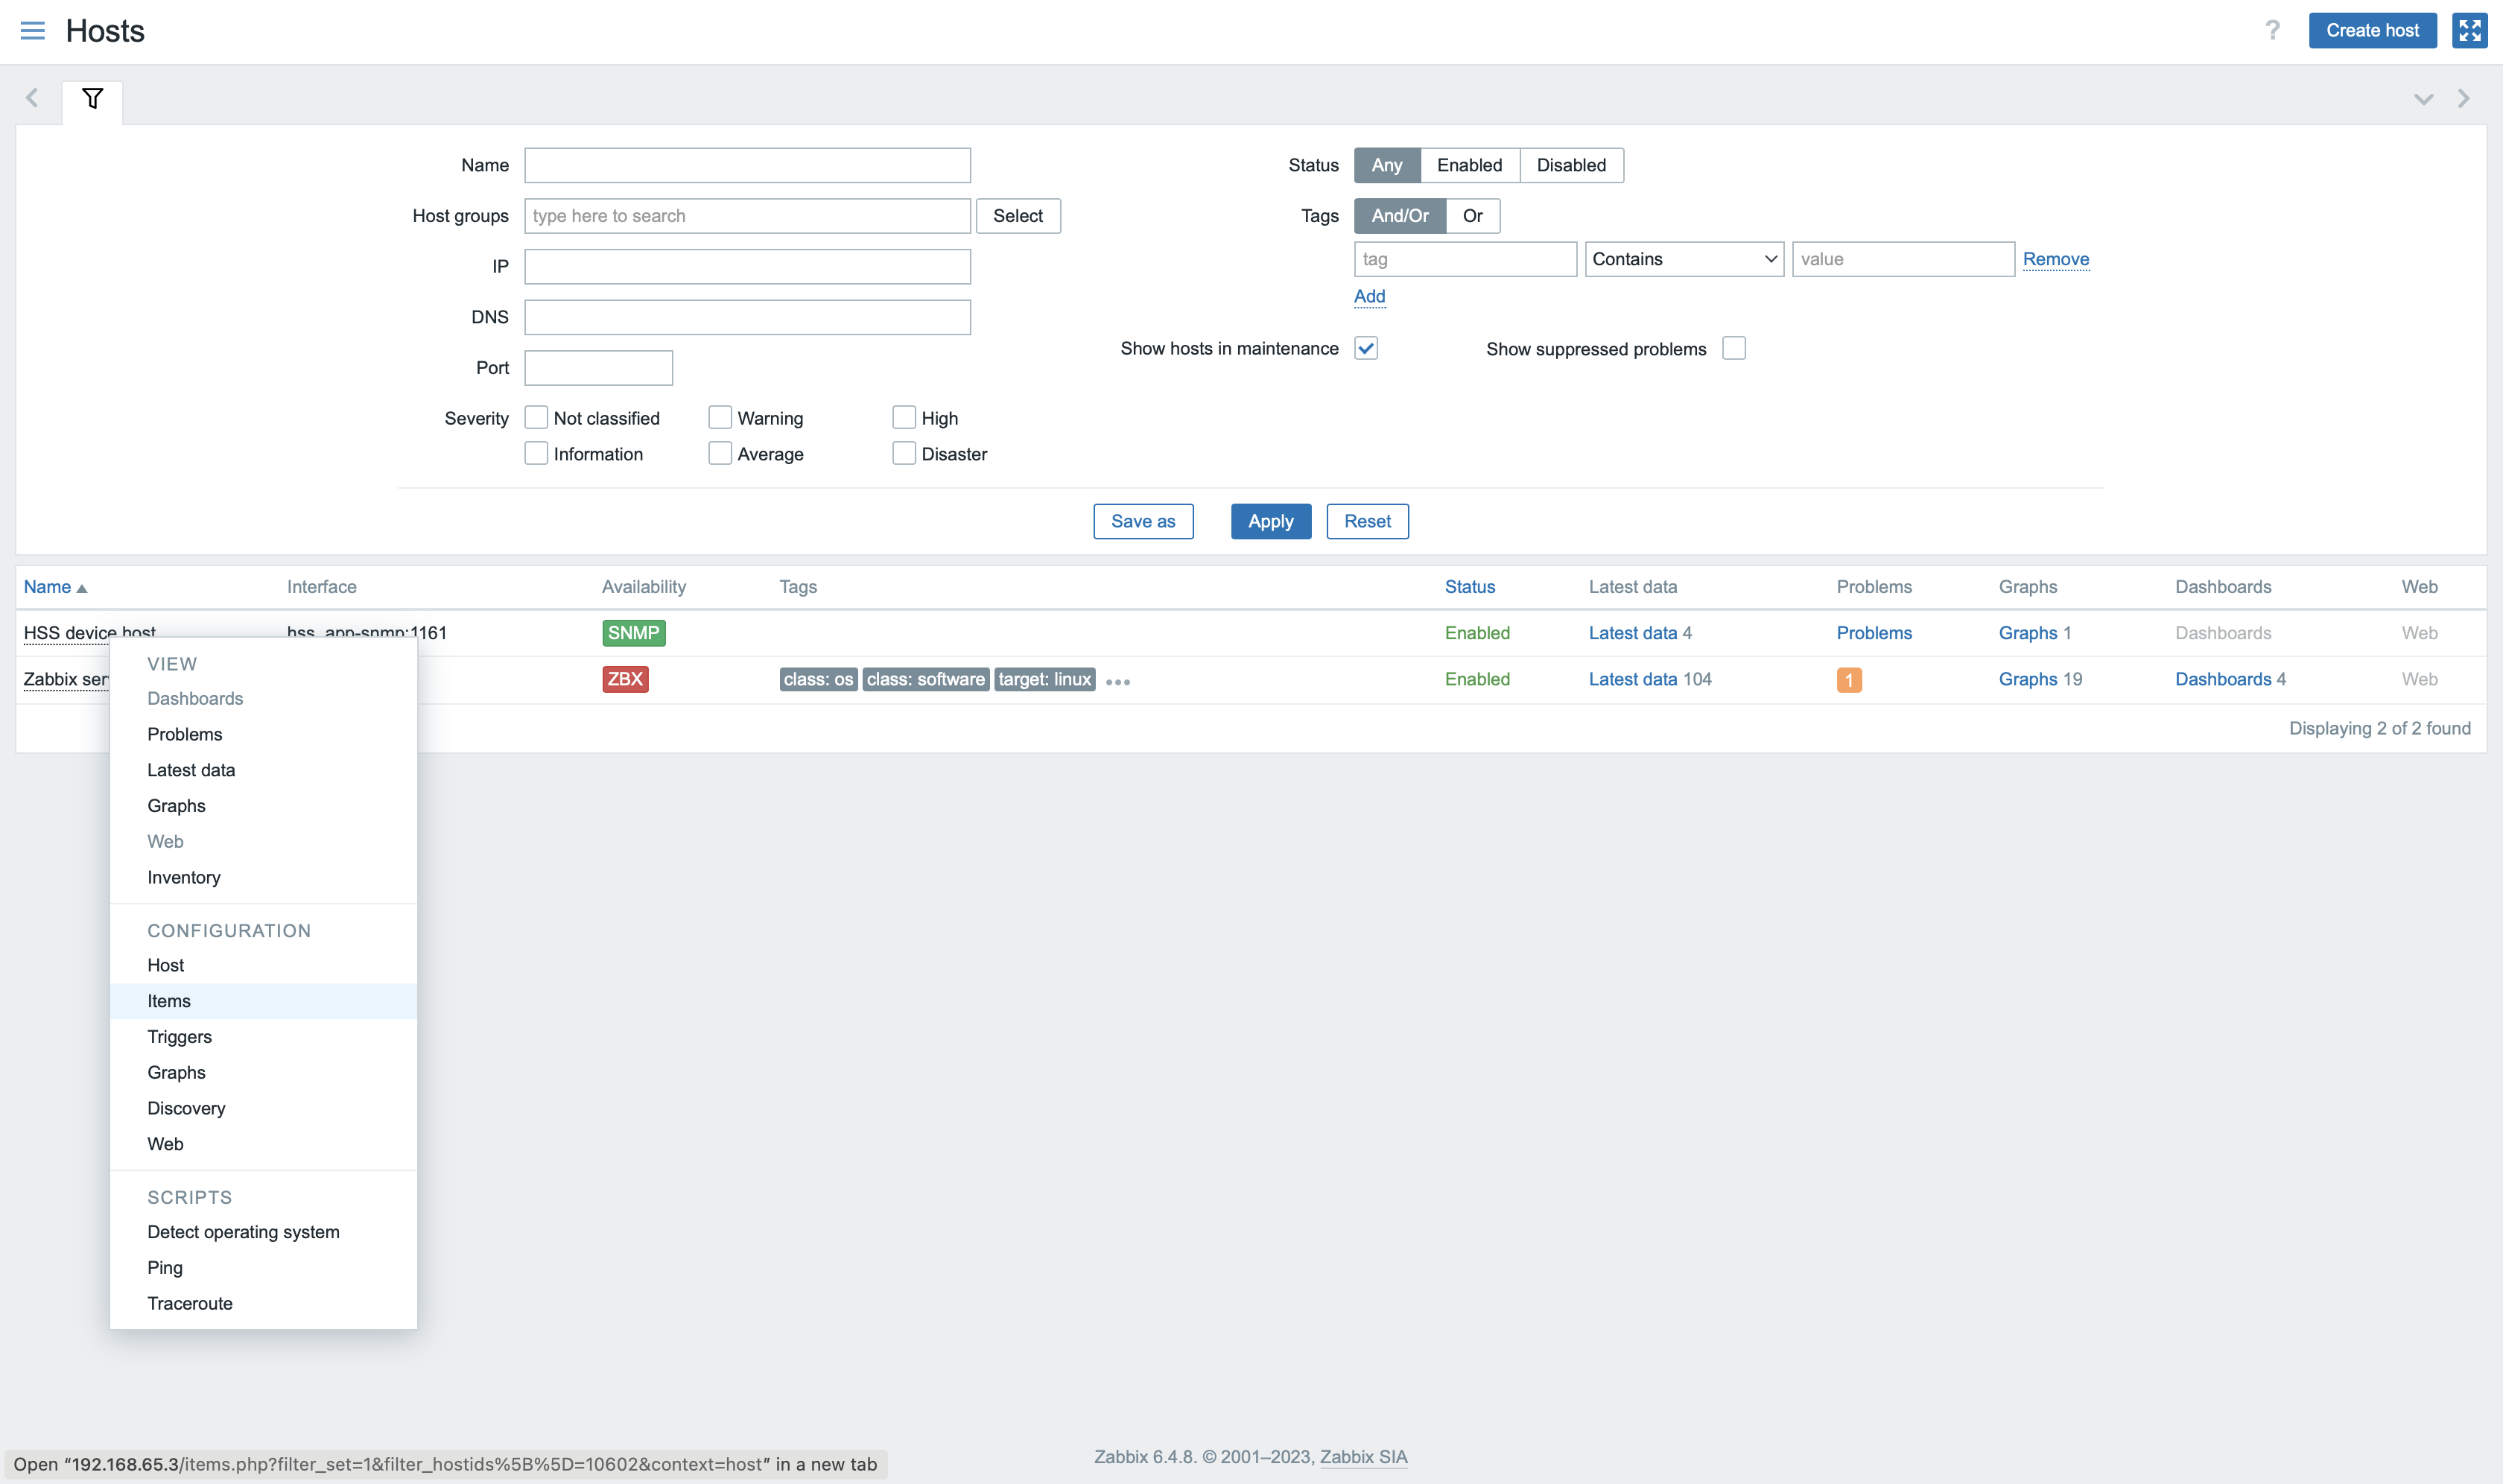 Hosts
? Create host
Name
Host groups type here to search Select
IP
DNS
Port
Severity Not classified Warning High
Information Average Disaster
Status Any Enabled Disabled
Tags And/Or Or
tag Contains value Remove
Add
Show hosts in maintenance Show suppressed problems
Save as Apply Reset
Name Interface Availability Tags Status Latest data Problems Graphs Dashboards Web
HSS device host hss_app-snmp:1161 SNMP Enabled Latest data 4 Problems Graphs 1 Dashboards Web
Zabbix ser ZBX class: os class: software target: linux Enabled Latest data 104 1 Graphs 19 Dashboards 4 Web
Displaying 2 of 2 found
VIEW
Dashboards
Problems
Latest data
Graphs
Web
Inventory
CONFIGURATION
Host
Items
Triggers
Graphs
Discovery
Web
SCRIPTS
Detect operating system
Ping
Traceroute
Zabbix 6.4.8. © 2001–2023, Zabbix SIA
Open “192.168.65.3/items.php?filter_set=1&filter_hostids%5B%5D=10602&context=host” in a new tab